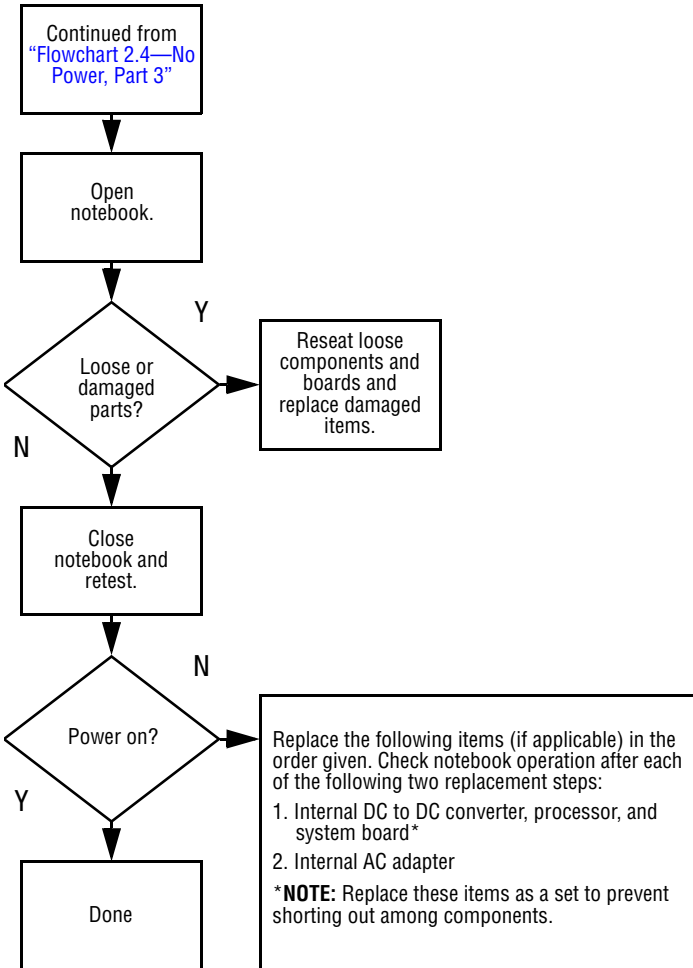 Continued from
“Flowchart 2.4—No
Power, Part 3”
Open
notebook.
Y
Loose or
damaged
parts?
Reseat loose
components and
boards and
replace damaged
items.
N
Close
notebook and
retest.
N
Power on?
Replace the following items (if applicable) in the
order given. Check notebook operation after each
of the following two replacement steps:
1. Internal DC to DC converter, processor, and
system board*
2. Internal AC adapter
*NOTE: Replace these items as a set to prevent
shorting out among components.
Y
Done